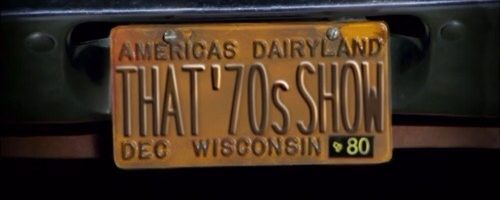 AMERICAS DAIRYLAND
THAT '70s SHOW
DEC WISCONSIN 80